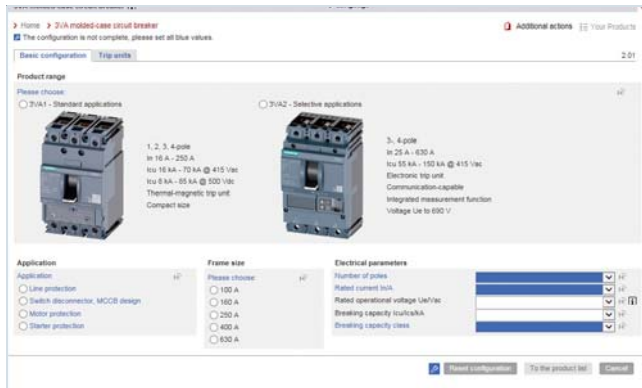 Home > 3VA molded-case circuit breaker
Additional actions
Your Products
The configuration is not complete, please set all blue values.
Basic configuration
Trip units
2.01
Product range
Please choose:
3VA1 - Standard applications
1, 2, 3, 4-pole
In 16 A - 250 A
Icu 16 kA - 70 kA @ 415 Vac
Icu 6 kA - 85 kA @ 500 Vdc
Thermal-magnetic trip unit
Compact size
3VA2 - Selective applications
3-, 4-pole
In 25 A - 630 A
Icu 55 kA - 150 kA @ 415 Vac
Electronic trip unit
Communication-capable
Integrated measurement function
Voltage Ue to 690 V
Application
Application:
Line protection
Switch disconnector, MCCB design
Motor protection
Starter protection
Frame size
Please choose:
100 A
160 A
250 A
400 A
630 A
Electrical parameters
Number of poles
Rated current In/A
Rated operational voltage Ue/Vac
Breaking capacity Icu/Ics/kA
Breaking capacity class
Reset configuration
To the product list
Cancel